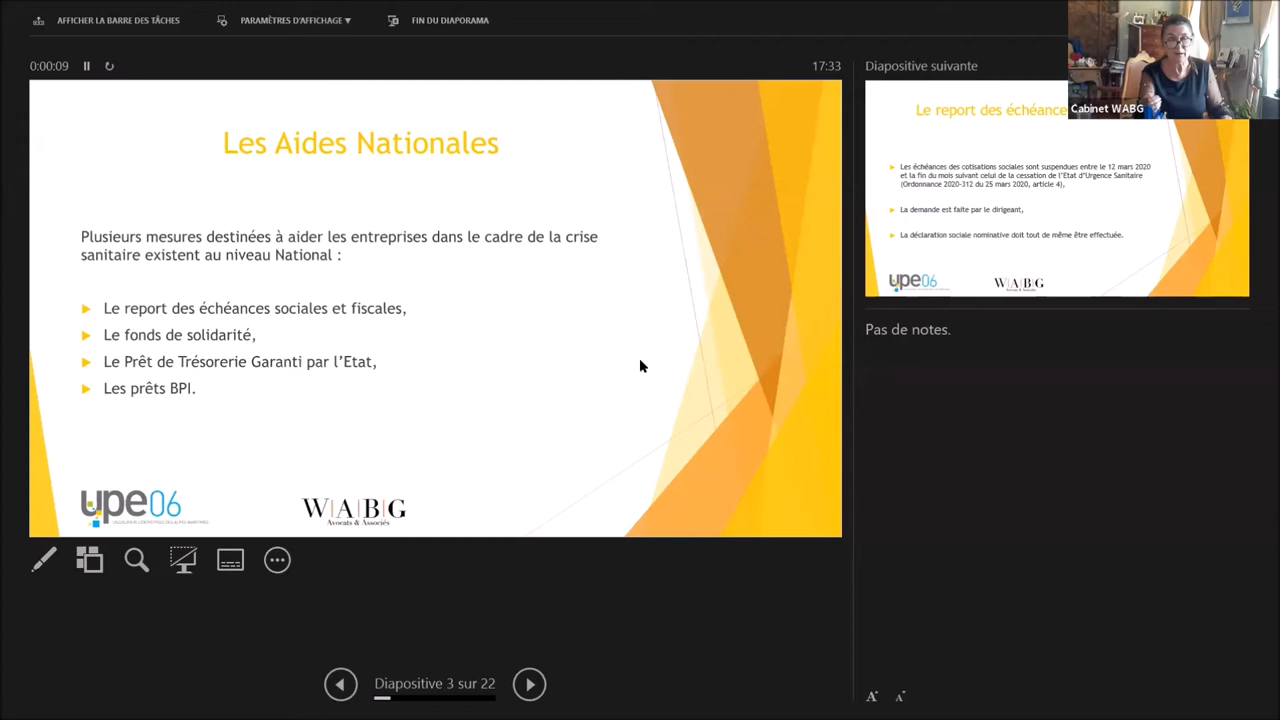 AFFICHER LA BARRE DES TÂCHES
PARAMÈTRES D'AFFICHAGE ▼
FIN DU DIAPORAMA
0:00:09
17:33
Les Aides Nationales
Plusieurs mesures destinées à aider les entreprises dans le cadre de la crise
sanitaire existent au niveau National :
Le report des échéances sociales et fiscales,
Le fonds de solidarité,
Le Prêt de Trésorerie Garanti par l'Etat,
Les prêts BPI.
upe06
W|A|B|G
Avocats & Associés
Diapositive 3 sur 22
Diapositive suivante
Cabinet WABG
Le report des échéance
Les échéances des cotisations sociales sont suspendues entre le 12 mars 2020
et la fin du mois suivant celui de la cessation de l'Etat d'Urgence Sanitaire
(Ordonnance 2020-312 du 25 mars 2020, article 4),
La demande est faite par le dirigeant,
La déclaration sociale nominative doit tout de même être effectuée.
upe06
W|A|B|G
Avocats & Associés
Pas de notes.
A A